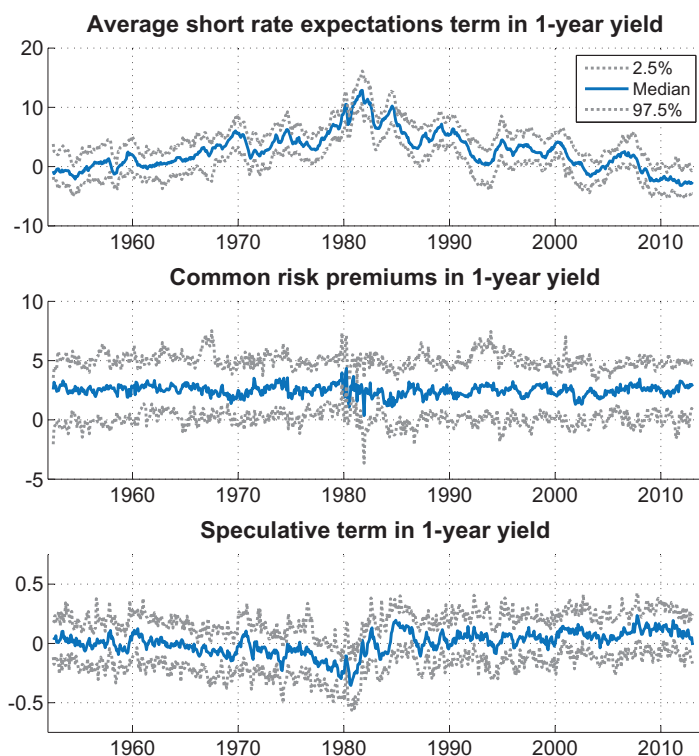 Average short rate expectations term in 1-year yield
20
10
0
-10
2.5%
Median
97.5%
1960 1970 1980 1990 2000 2010
Common risk premiums in 1-year yield
10
5
0
-5
1960 1970 1980 1990 2000 2010
Speculative term in 1-year yield
0.5
0
-0.5
1960 1970 1980 1990 2000 2010